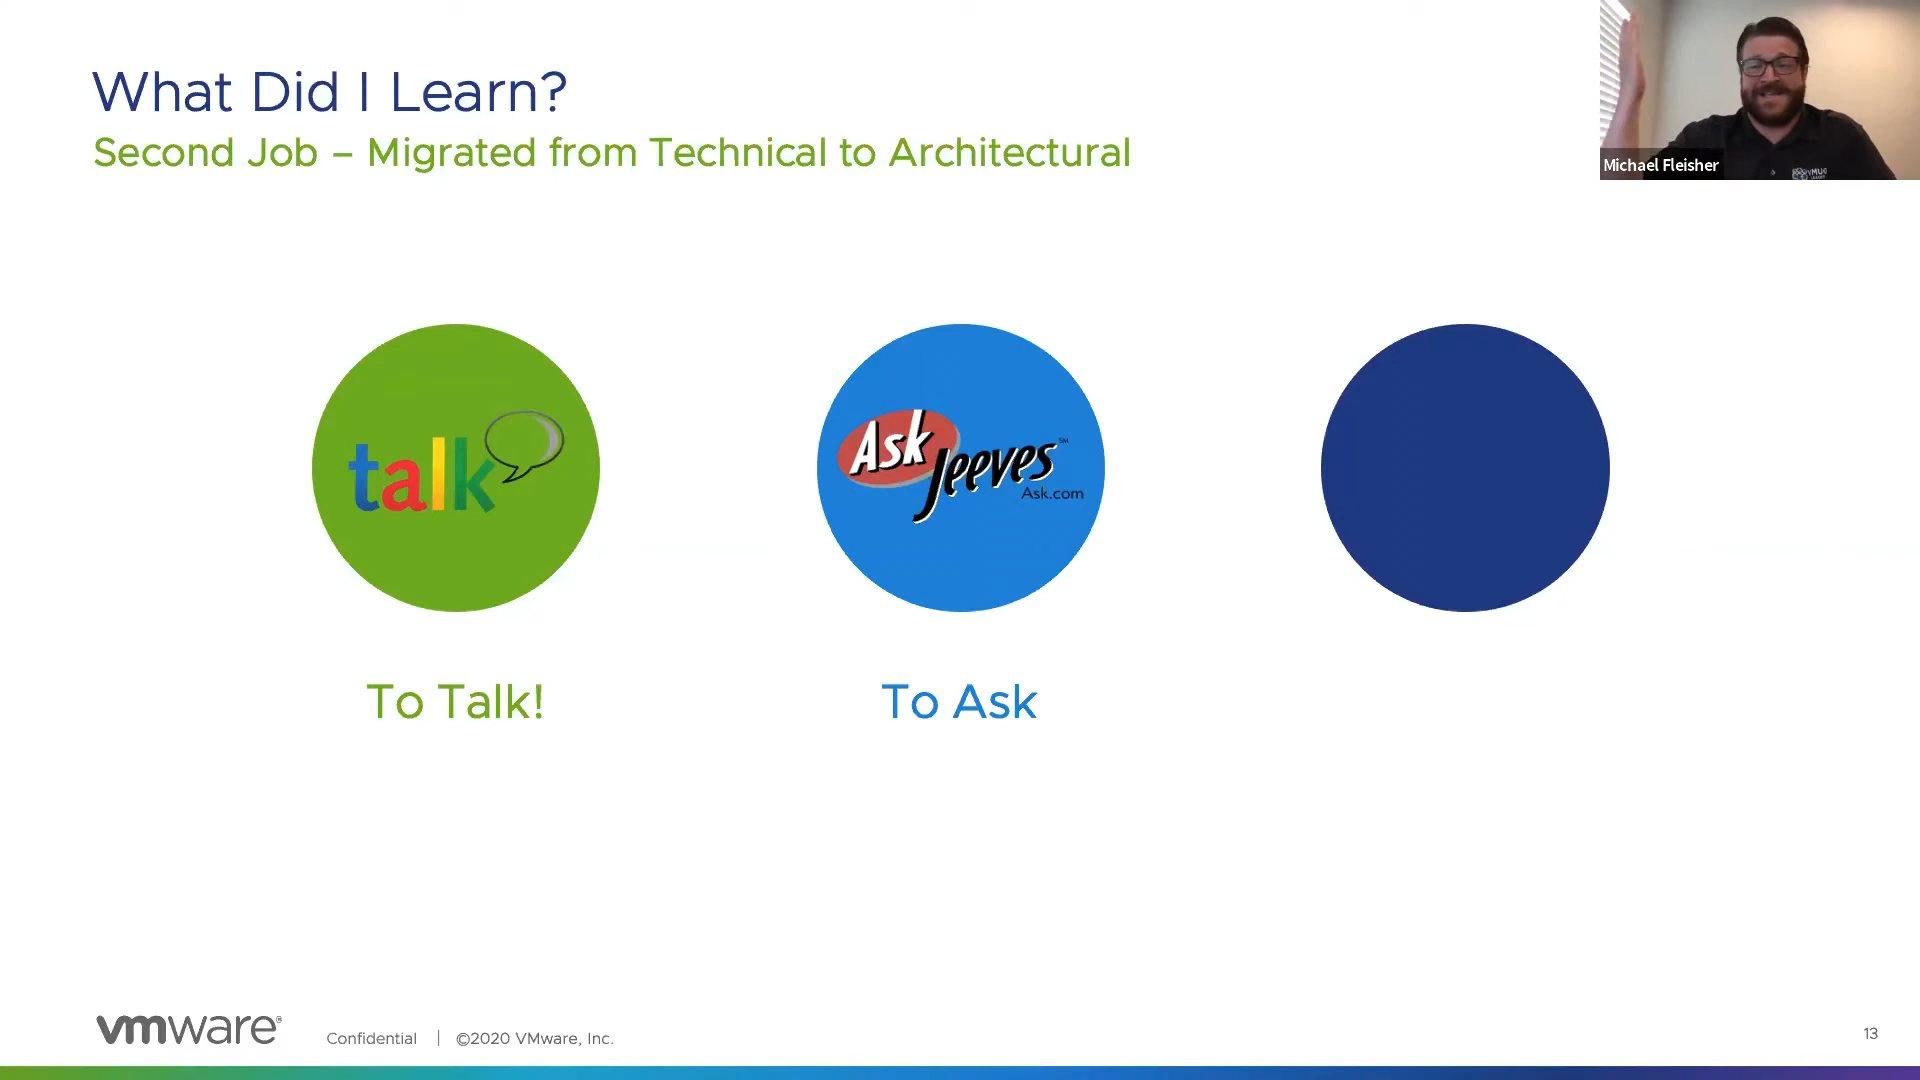 What Did I Learn?
Second Job – Migrated from Technical to Architectural
Michael Fleisher
VMUG
talk
Ask Jeeves SM
Ask.com
To Talk!
To Ask
vmware®
Confidential | ©2020 VMware, Inc.
13